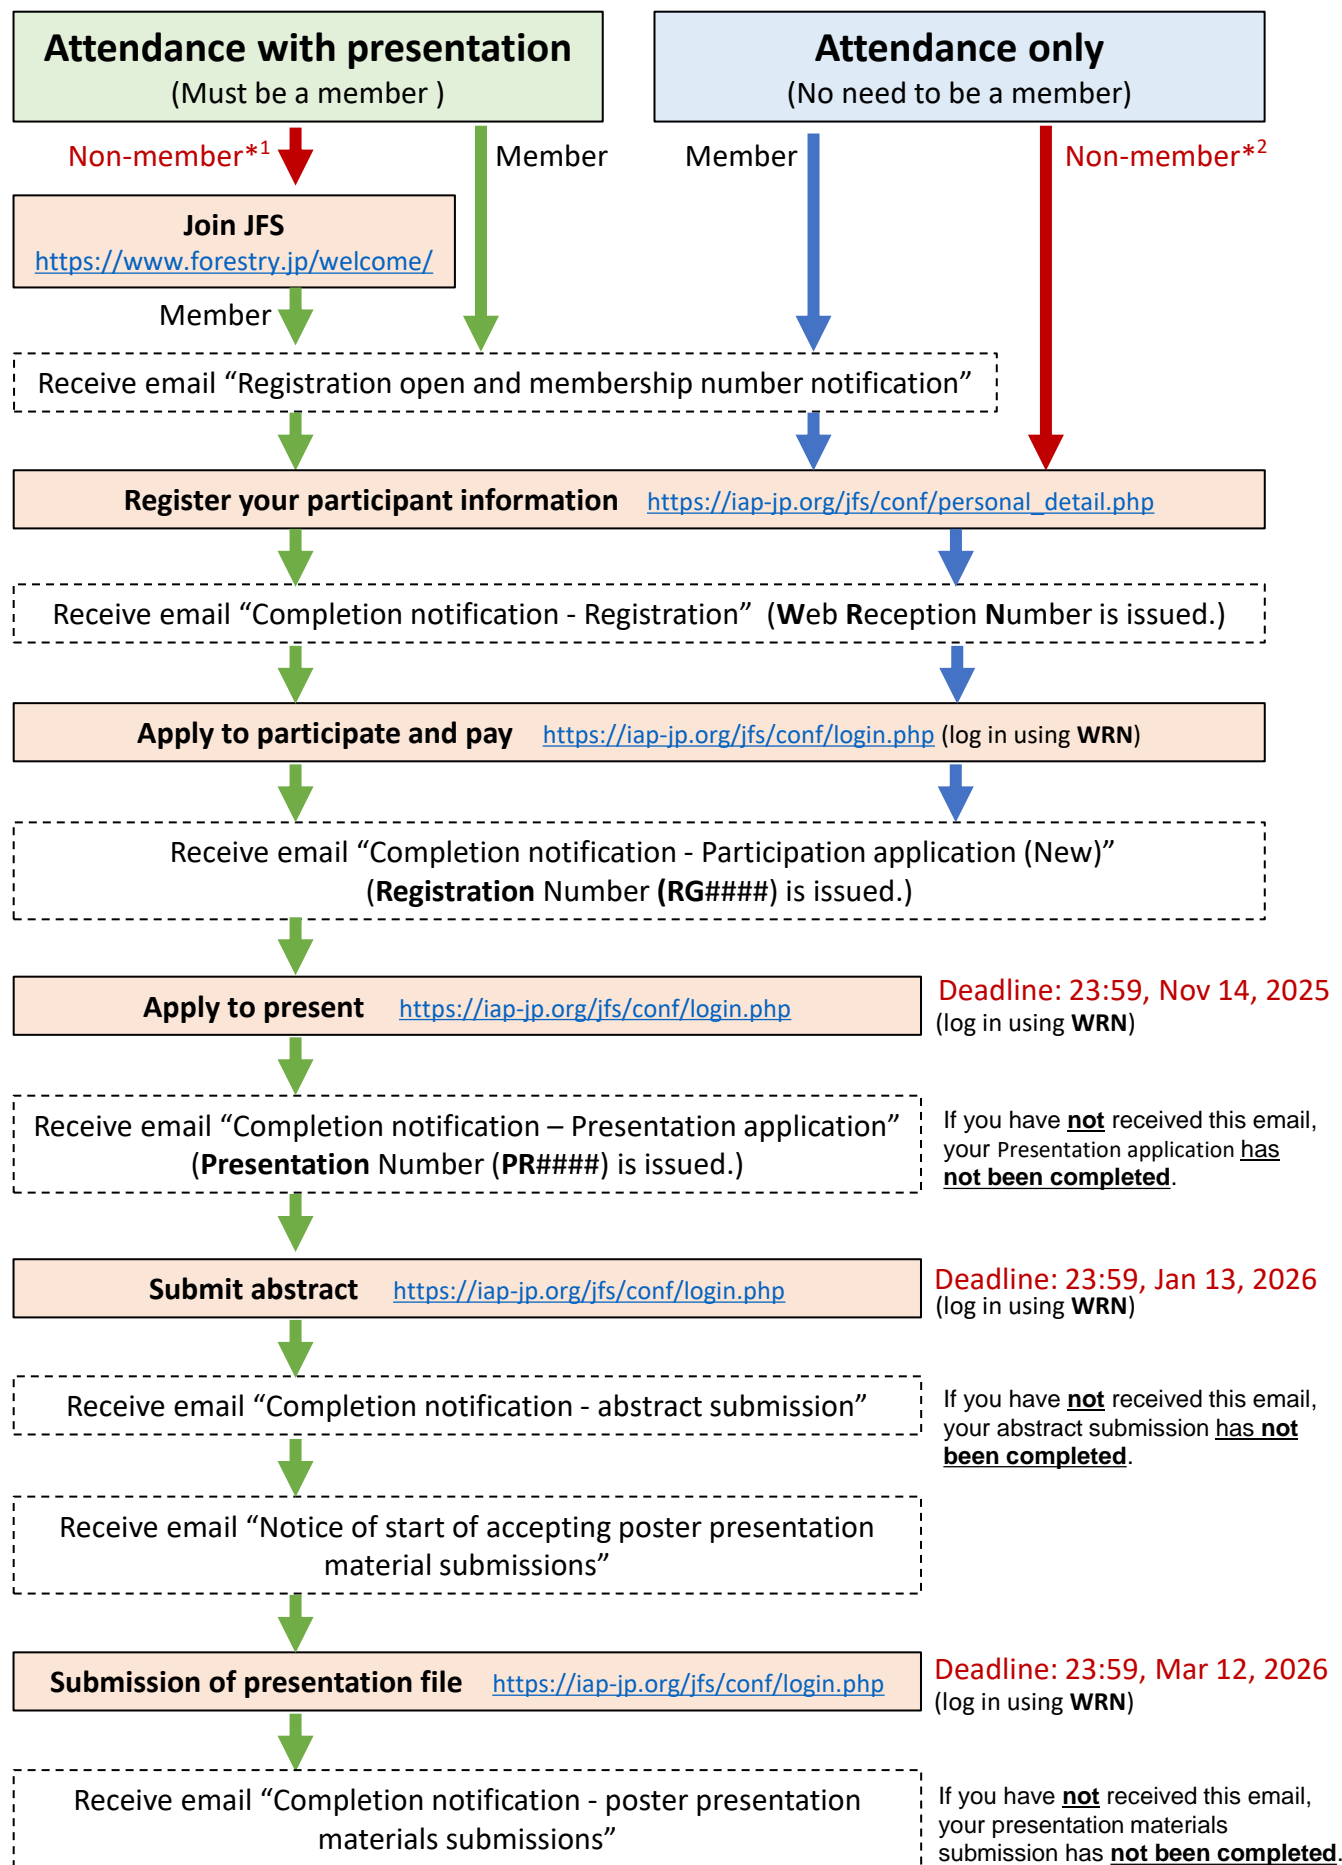 Attendance with presentation
(Must be a member )
Attendance only
(No need to be a member)
Non-member*1
Member
Member
Non-member*2
Join JFS
https://www.forestry.jp/welcome/
Member
Receive email “Registration open and membership number notification”
Register your participant information https://iap-jp.org/jfs/conf/personal_detail.php
Receive email “Completion notification - Registration” (Web Reception Number is issued.)
Apply to participate and pay https://iap-jp.org/jfs/conf/login.php (log in using WRN)
Receive email “Completion notification - Participation application (New)”
(Registration Number (RG####) is issued.)
Apply to present https://iap-jp.org/jfs/conf/login.php
Deadline: 23:59, Nov 14, 2025
(log in using WRN)
Receive email “Completion notification – Presentation application”
(Presentation Number (PR####) is issued.)
If you have not received this email,
your Presentation application has
not been completed.
Submit abstract https://iap-jp.org/jfs/conf/login.php
Deadline: 23:59, Jan 13, 2026
(log in using WRN)
Receive email “Completion notification - abstract submission”
If you have not received this email,
your abstract submission has not
been completed.
Receive email “Notice of start of accepting poster presentation
material submissions”
Submission of presentation file https://iap-jp.org/jfs/conf/login.php
Deadline: 23:59, Mar 12, 2026
(log in using WRN)
Receive email “Completion notification - poster presentation
materials submissions”
If you have not received this email,
your presentation materials
submission has not been completed.